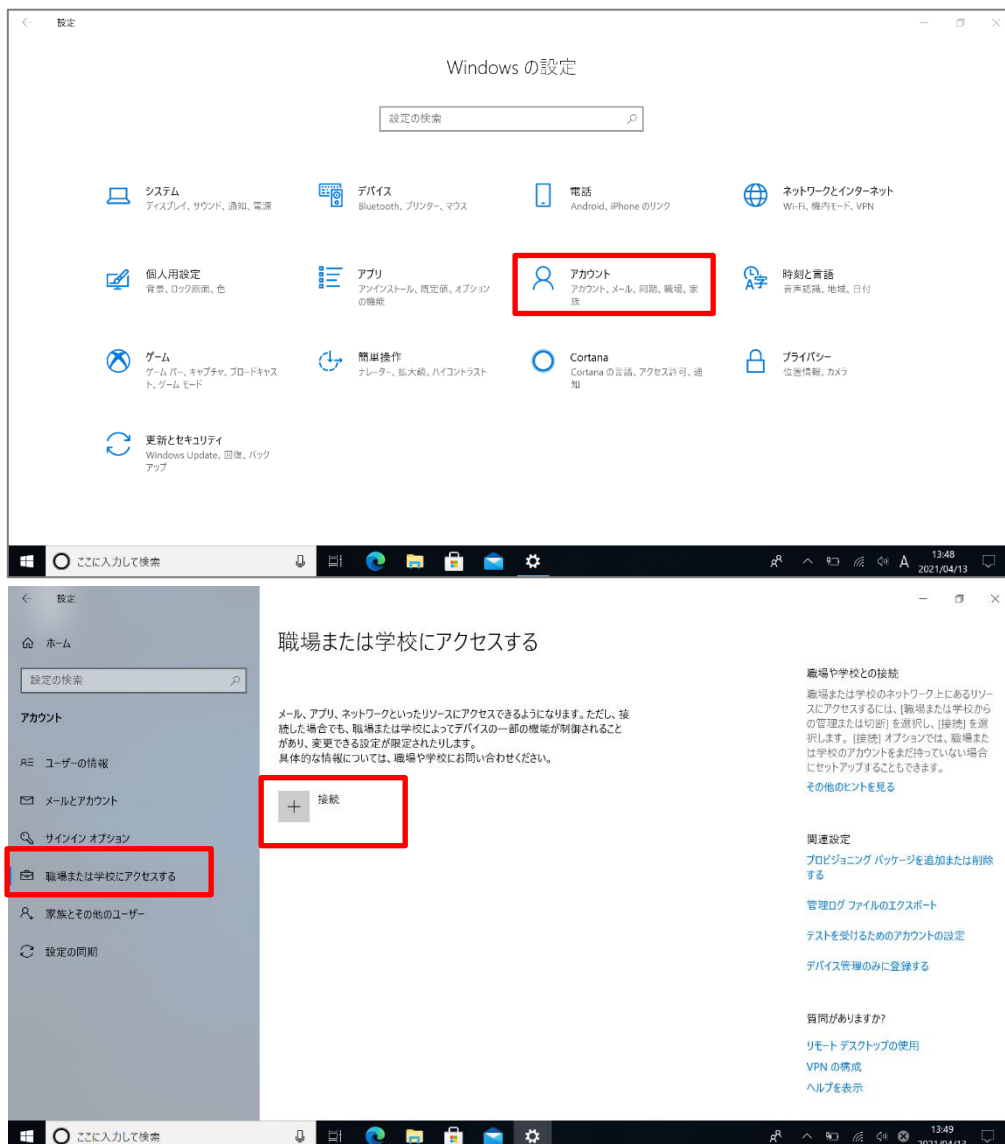 設定
Windows の設定
設定の検索
システム
ディスプレイ、サウンド、通知、電源
デバイス
Bluetooth、プリンター、マウス
電話
Android、iPhone のリンク
ネットワークとインターネット
Wi-Fi、機内モード、VPN
個人用設定
背景、ロック画面、色
アプリ
アンインストール、既定値、オプション
の機能
アカウント
アカウント、メール、同期、職場、家
族
時刻と言語
音声認識、地域、日付
ゲーム
ゲーム バー、キャプチャ、ブロードキャス
ト、ゲーム モード
簡単操作
ナレーター、拡大鏡、ハイコントラスト
Cortana
Cortana の言語、アクセス許可、通
知
プライバシー
位置情報、カメラ
更新とセキュリティ
Windows Update、回復、バック
アップ
ここに入力して検索
A
13:48
2021/04/13
設定
ホーム
設定の検索
アカウント
ユーザーの情報
メールとアカウント
サインイン オプション
職場または学校にアクセスする
家族とその他のユーザー
設定の同期
職場または学校にアクセスする
メール、アプリ、ネットワークといったリソースにアクセスできるようになります。ただし、接
続した場合でも、職場または学校によってデバイスの一部の機能が制御されること
があり、変更できる設定が限定されたりします。
具体的な情報については、職場や学校にお問い合わせください。
接続
職場や学校との接続
職場または学校のネットワーク上にあるリソー
スにアクセスするには、[職場または学校から
の管理または切断] を選択し、[接続] を選
択します。[接続] オプションでは、職場また
は学校のアカウントをまだ持っていない場合
にセットアップすることもできます。
その他のヒントを見る
関連設定
プロビジョニング パッケージを追加または削除
する
管理ログ ファイルのエクスポート
テストを受けるためのアカウントの設定
デバイス管理のみに登録する
質問がありますか?
リモート デスクトップの使用
VPN の構成
ヘルプを表示
ここに入力して検索
13:49
2021/04/13